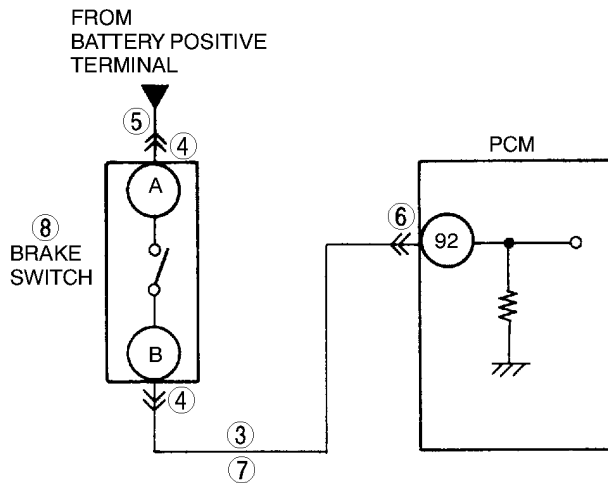 FROM
BATTERY POSITIVE
TERMINAL
5
4
PCM
A
6
92
8
BRAKE
SWITCH
B
4
3
7